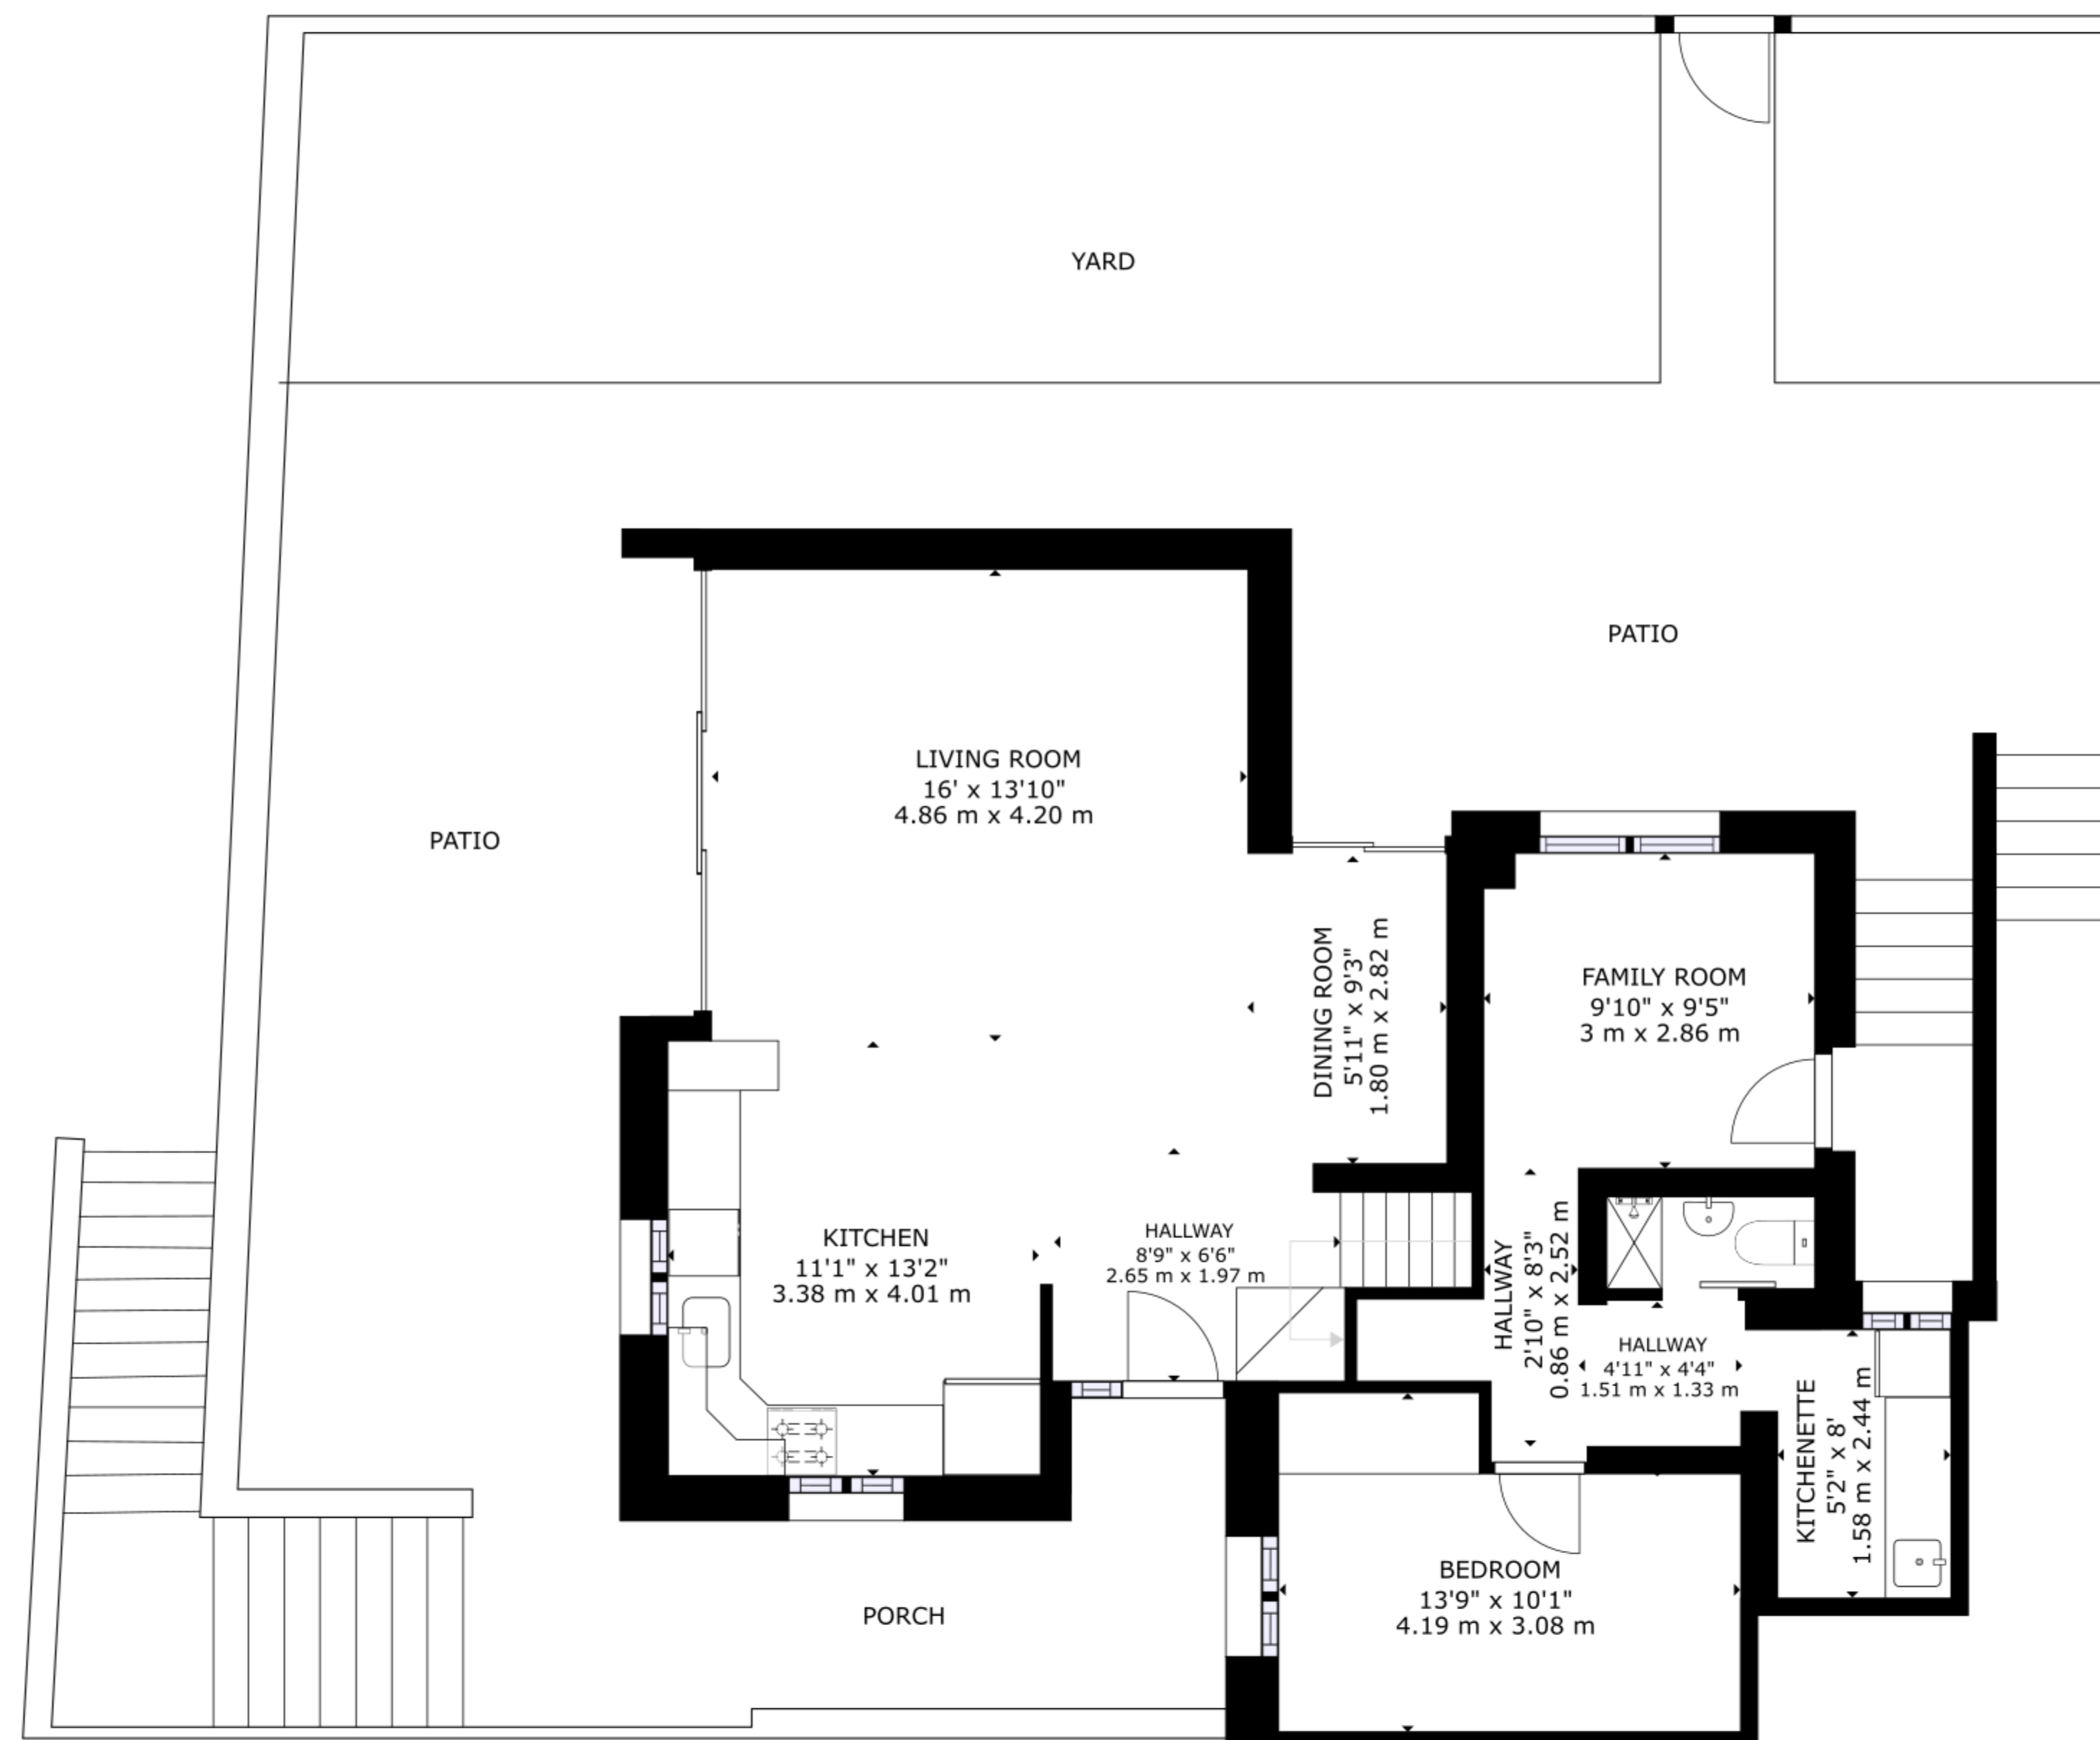 YARD
PATIO
LIVING ROOM
16' x 13'10"
4.86 m x 4.20 m
PATIO
DINING ROOM
5'11" x 9'3"
1.80 m x 2.82 m
FAMILY ROOM
9'10" x 9'5"
3 m x 2.86 m
KITCHEN
11'1" x 13'2"
3.38 m x 4.01 m
HALLWAY
8'9" x 6'6"
2.65 m x 1.97 m
HALLWAY
2'10" x 8'3"
0.86 m x 2.52 m
HALLWAY
4'11" x 4'4"
1.51 m x 1.33 m
KITCHENETTE
5'2" x 8'
1.58 m x 2.44 m
BEDROOM
13'9" x 10'1"
4.19 m x 3.08 m
PORCH